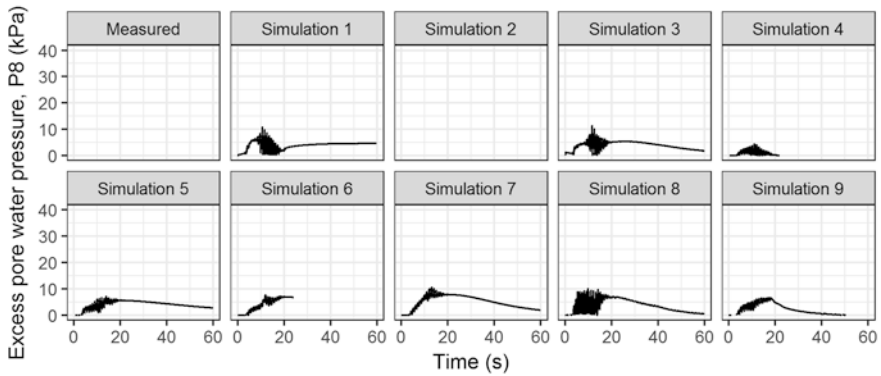 Excess pore water pressure, P8 (kPa)
Measured Simulation 1 Simulation 2 Simulation 3 Simulation 4
40
30
20
10
0
Simulation 5 Simulation 6 Simulation 7 Simulation 8 Simulation 9
40
30
20
10
0
0 20 40 60 0 20 40 60 0 20 40 60 0 20 40 60 0 20 40 60
Time (s)